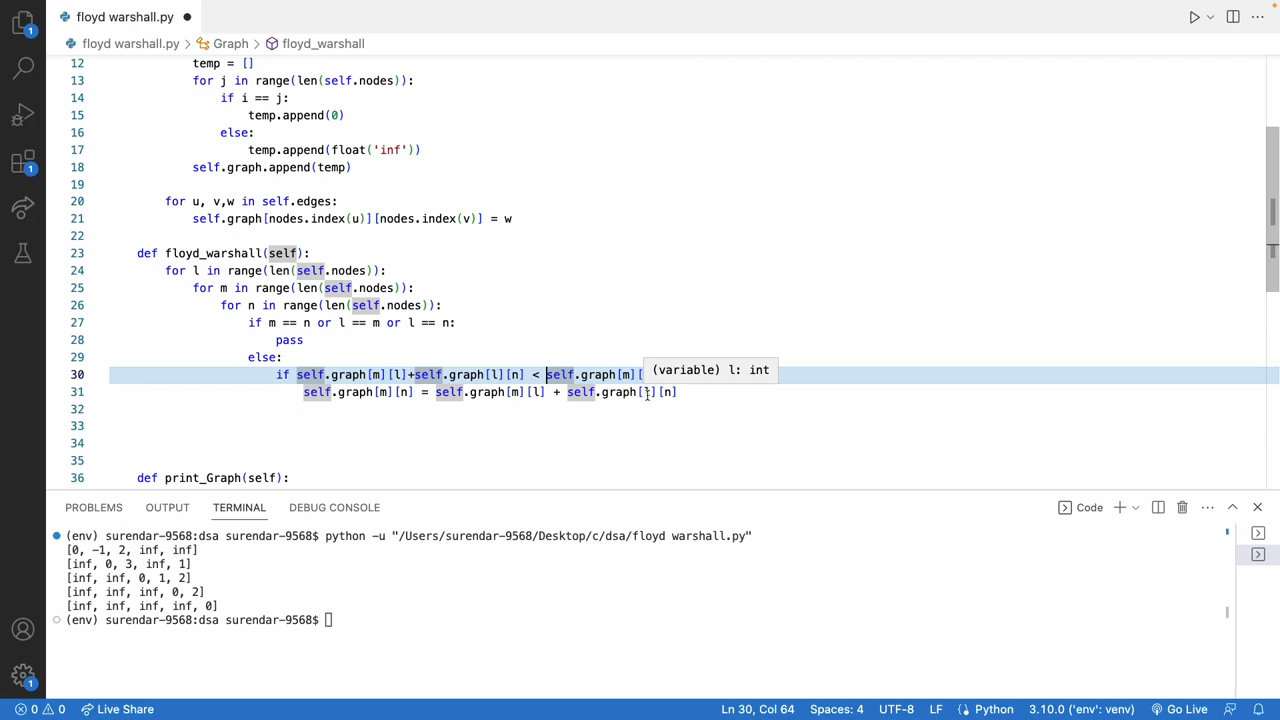 floyd warshall.py
floyd warshall.py > Graph > floyd_warshall
12 temp = []
13 for j in range(len(self.nodes)):
14 if i == j:
15 temp.append(0)
16 else:
17 temp.append(float('inf'))
18 self.graph.append(temp)
19
20 for u, v,w in self.edges:
21 self.graph[nodes.index(u)][nodes.index(v)] = w
22
23 def floyd_warshall(self):
24 for l in range(len(self.nodes)):
25 for m in range(len(self.nodes)):
26 for n in range(len(self.nodes)):
27 if m == n or l == m or l == n:
28 pass
29 else:
30 if self.graph[m][l]+self.graph[l][n] < self.graph[m][
(variable) l: int
31 self.graph[m][n] = self.graph[m][l] + self.graph[l][n]
32
33
34
35
36 def print_Graph(self):
PROBLEMS OUTPUT TERMINAL DEBUG CONSOLE Code
(env) surendar-9568:dsa surendar-9568$ python -u "/Users/surendar-9568/Desktop/c/dsa/floyd warshall.py"
[0, -1, 2, inf, inf]
[inf, 0, 3, inf, 1]
[inf, inf, 0, 1, 2]
[inf, inf, inf, 0, 2]
[inf, inf, inf, inf, 0]
(env) surendar-9568:dsa surendar-9568$
1
1
1
0 0 Live Share Ln 30, Col 64 Spaces: 4 UTF-8 LF Python 3.10.0 ('env': venv) Go Live